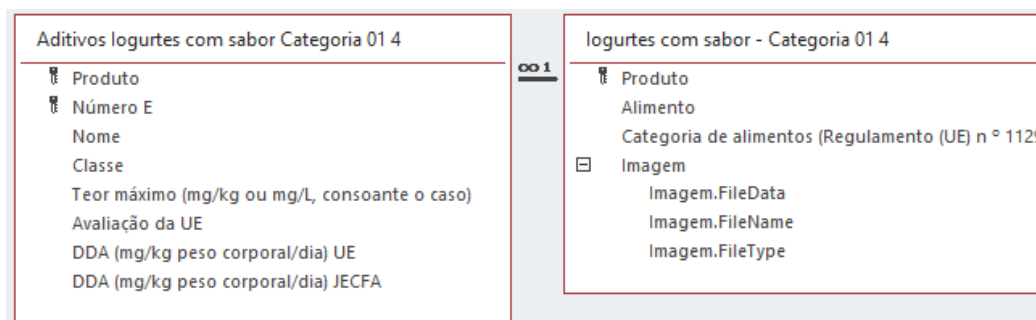 Aditivos Iogurtes com sabor Categoria 01 4
Produto
Número E
Nome
Classe
Teor máximo (mg/kg ou mg/L, consoante o caso)
Avaliação da UE
DDA (mg/kg peso corporal/dia) UE
DDA (mg/kg peso corporal/dia) JECFA
∞ 1
Iogurtes com sabor - Categoria 01 4
Produto
Alimento
Categoria de alimentos (Regulamento (UE) n º 1129
Imagem
Imagem.FileData
Imagem.FileName
Imagem.FileType